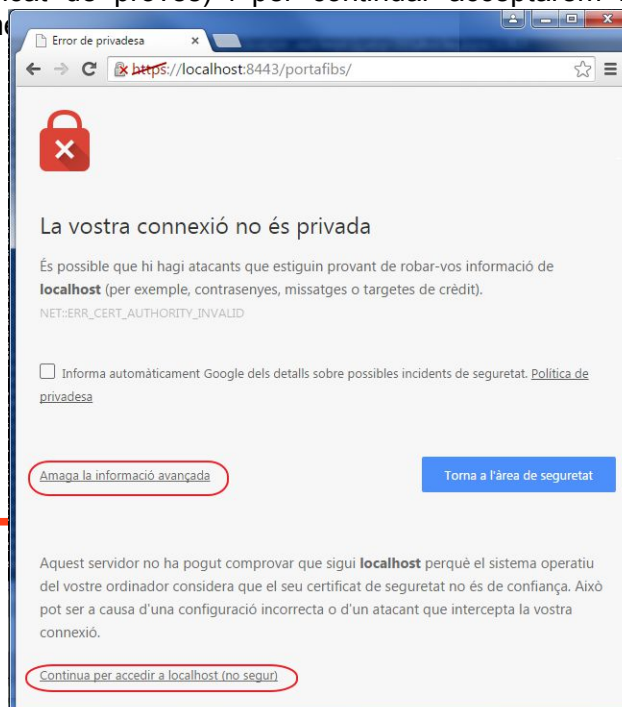 de proves) i per continuar acceptarem
Error de privadesa
https://localhost:8443/portafibs/
La vostra connexió no és privada
És possible que hi hagi atacants que estiguin provant de robar-vos informació de
localhost (per exemple, contrasenyes, missatges o targetes de crèdit).
NET::ERR_CERT_AUTHORITY_INVALID
Informa automàticament Google dels detalls sobre possibles incidents de seguretat. Política de
privadesa
Amaga la informació avançada
Torna a l'àrea de seguretat
Aquest servidor no ha pogut comprovar que sigui localhost perquè el sistema operatiu
del vostre ordinador considera que el seu certificat de seguretat no és de confiança. Això
pot ser a causa d'una configuració incorrecta o d'un atacant que intercepta la vostra
connexió.
Continua per accedir a localhost (no segur)